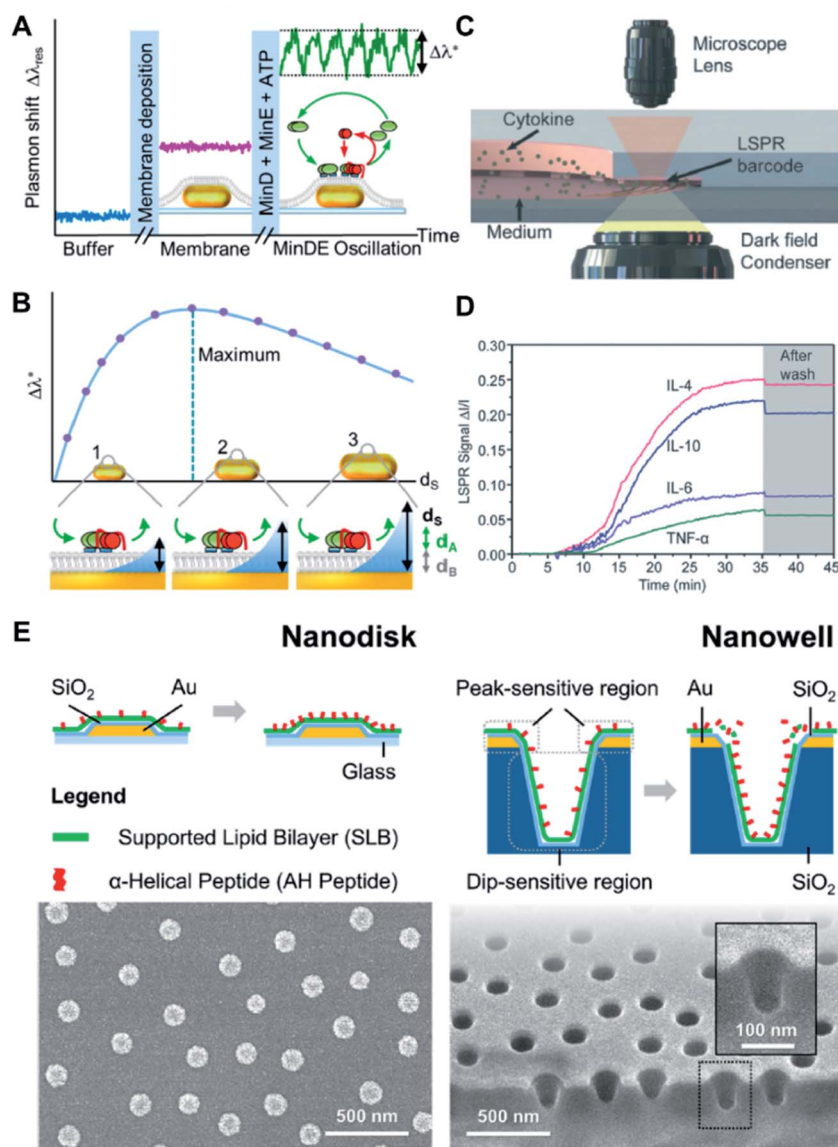 A
Plasmon shift Δλres
Membrane deposition
MinD + MinE + ATP
Δλ*
Buffer
Membrane
MinDE Oscillation
Time
B
Δλ*
Maximum
1
2
3
dS
dS
dA
dB
C
Microscope
Lens
Cytokine
LSPR
barcode
Medium
Dark field
Condenser
D
LSPR Signal ΔI/I
0.30
0.25
0.20
0.15
0.10
0.05
0.00
After
wash
IL-4
IL-10
IL-6
TNF-α
0 5 10 15 20 25 30 35 40 45
Time (min)
E
Nanodisk
SiO₂
Au
Glass
Legend
Supported Lipid Bilayer (SLB)
α-Helical Peptide (AH Peptide)
500 nm
Nanowell
Peak-sensitive region
Au
SiO₂
Dip-sensitive region
SiO₂
100 nm
500 nm